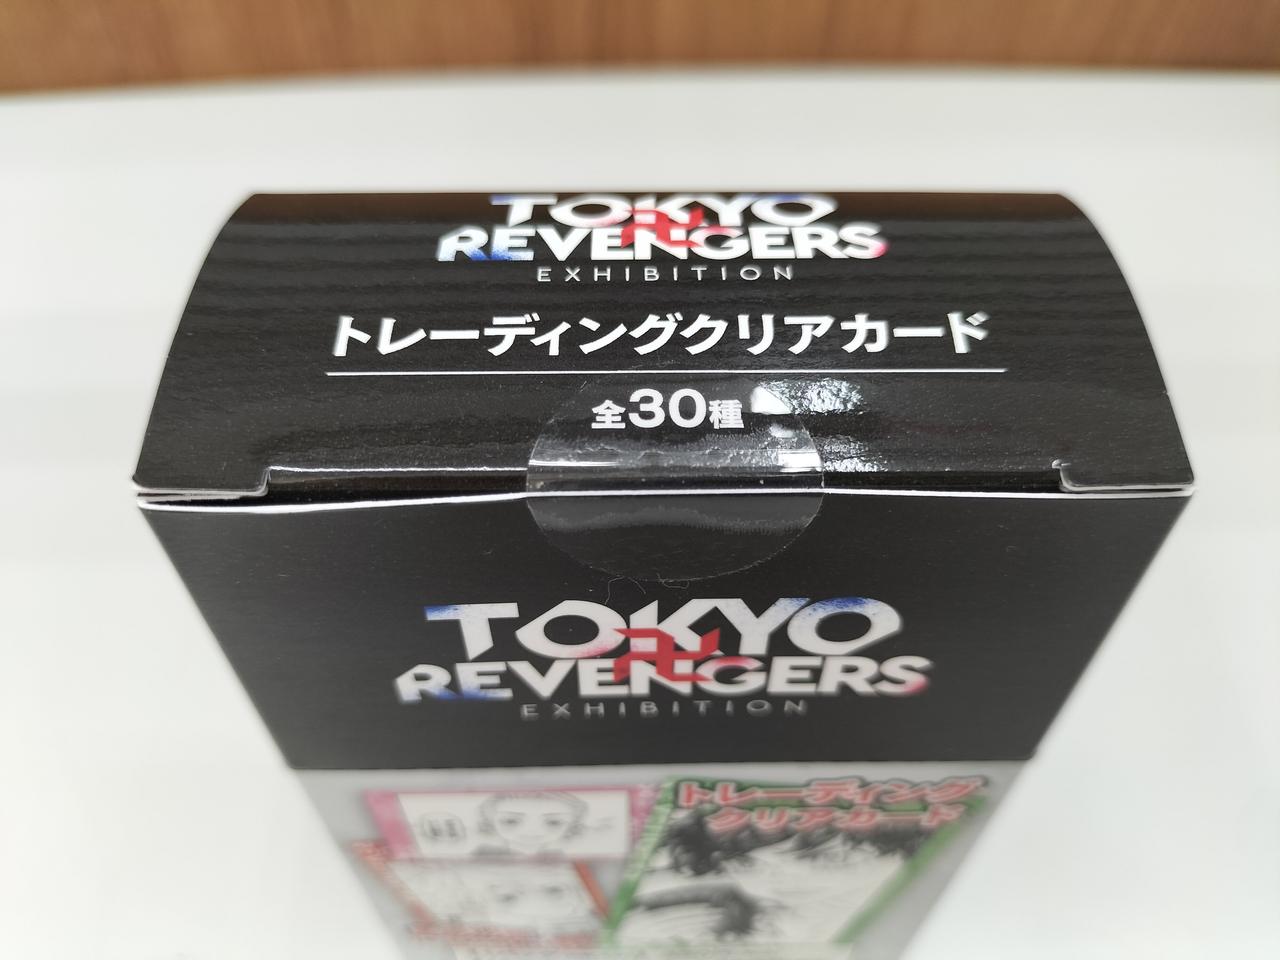 TOKYO
REVENGERS
EXHIBITION
トレーディングクリアカード
全30種
TOKYO
REVENGERS
EXHIBITION
トレーディング
クリアカード